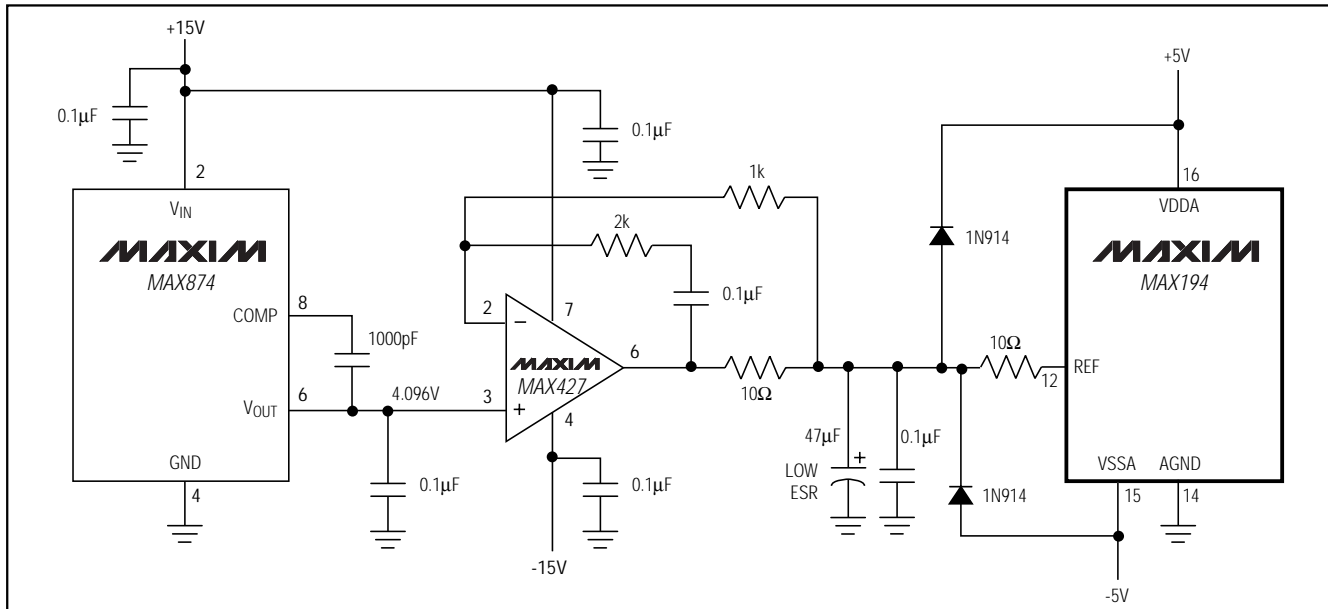 +15V
+5V
0.1µF
0.1µF
1k
2
16
VIN
VDDA
2k
1N914
MAXIM
MAX874
MAXIM
MAX194
8
COMP
1000pF
0.1µF
2
7
−
MAXIM
MAX427
6
10Ω
10Ω
REF
12
6
VOUT
4.096V
3
+
4
47µF
+
LOW
ESR
0.1µF
GND
4
0.1µF
0.1µF
1N914
VSSA
AGND
15
14
-15V
-5V